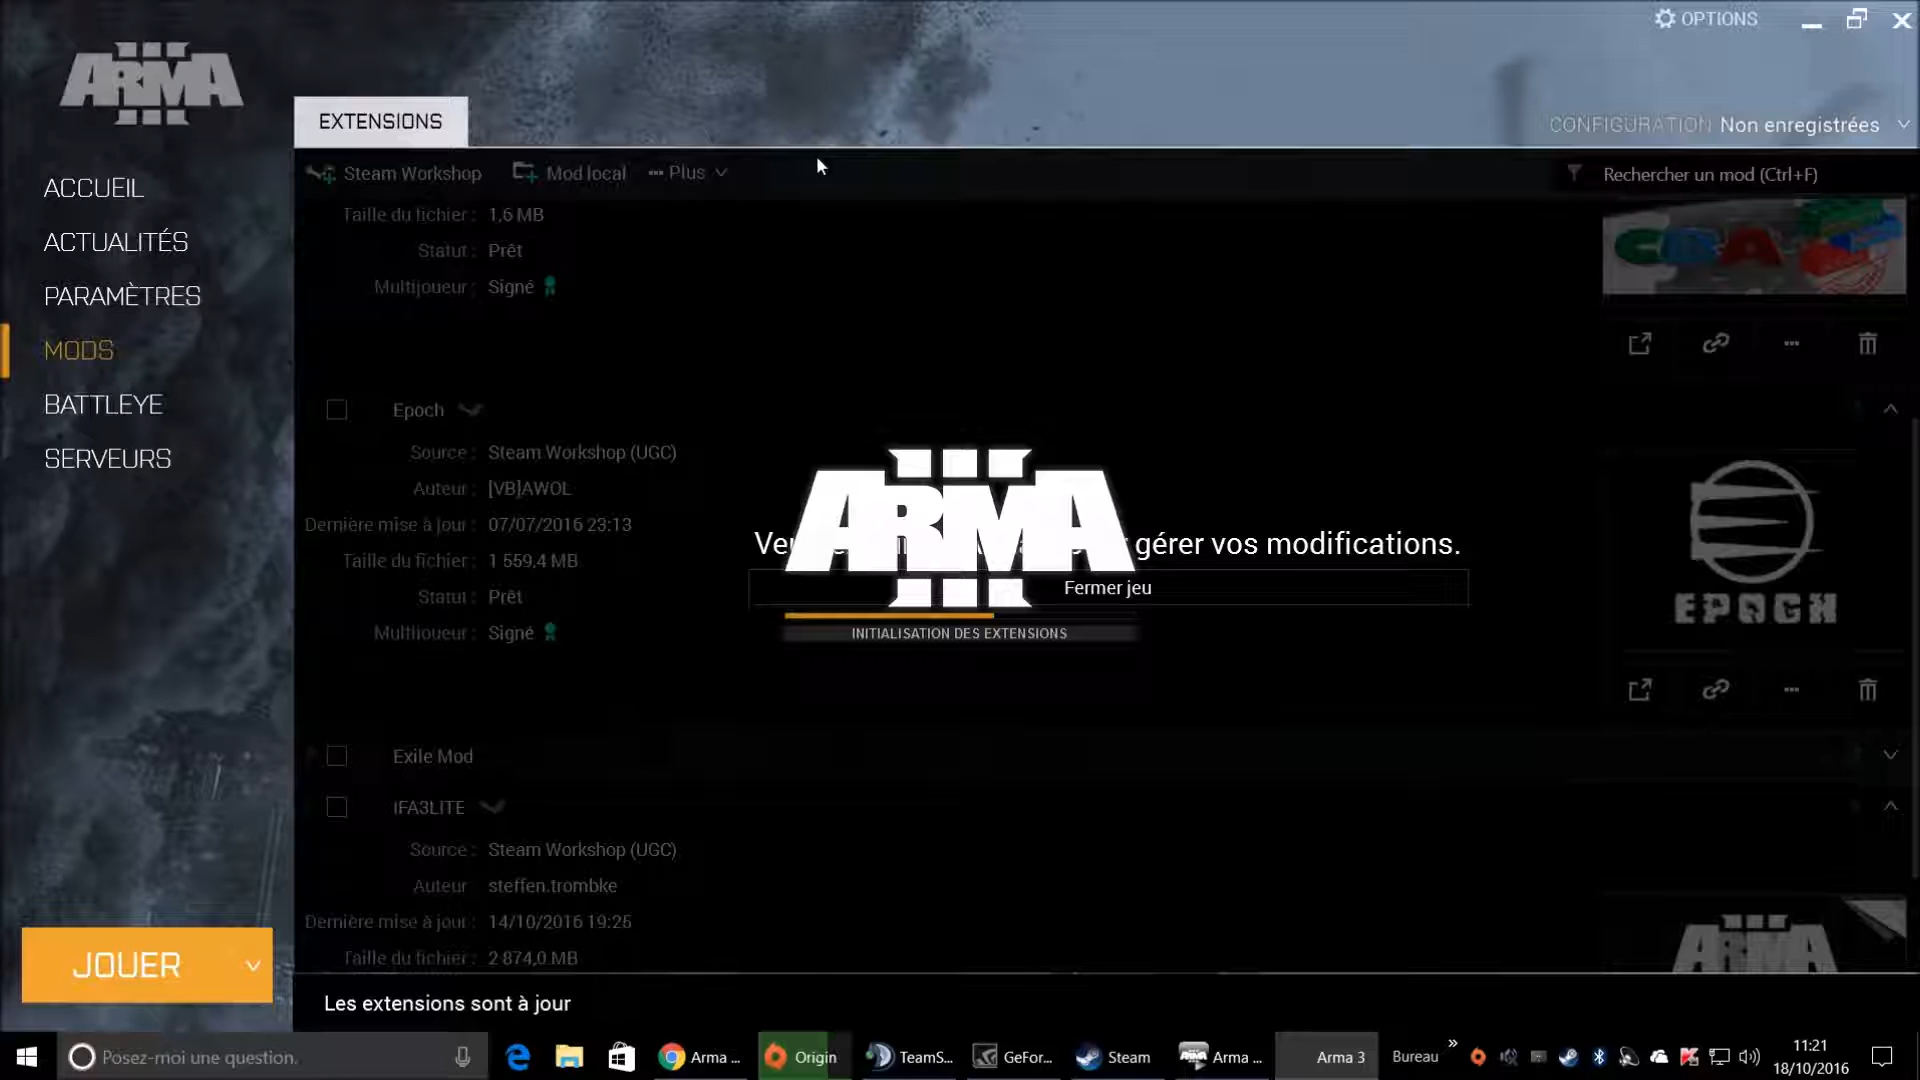 OPTIONS
ARMA III
EXTENSIONS
CONFIGURATION Non enregistrées
Steam Workshop Mod local Plus Rechercher un mod (Ctrl+F)
ACCUEIL
ACTUALITÉS
PARAMÈTRES
MODS
BATTLEYE
SERVEURS
Taille du fichier : 1,6 MB
Statut : Prêt
Multijoueur : Signé
CBA
Epoch
Source : Steam Workshop (UGC)
Auteur : [VB]AWOL
Dernière mise à jour : 07/07/2016 23:13
Taille du fichier : 1 559,4 MB
Statut : Prêt
Multijoueur : Signé
EPOCH
ARMA III
gérer vos modifications.
Fermer jeu
INITIALISATION DES EXTENSIONS
Exile Mod
IFA3LITE
Source : Steam Workshop (UGC)
Auteur steffen.trombke
Dernière mise à jour : 14/10/2016 19:25
Taille du fichier : 2 874,0 MB
ARMA
JOUER
Les extensions sont à jour
Posez-moi une question. Arma ... Origin TeamS... GeFor... Steam Arma ... Arma 3 Bureau » 11:21
18/10/2016